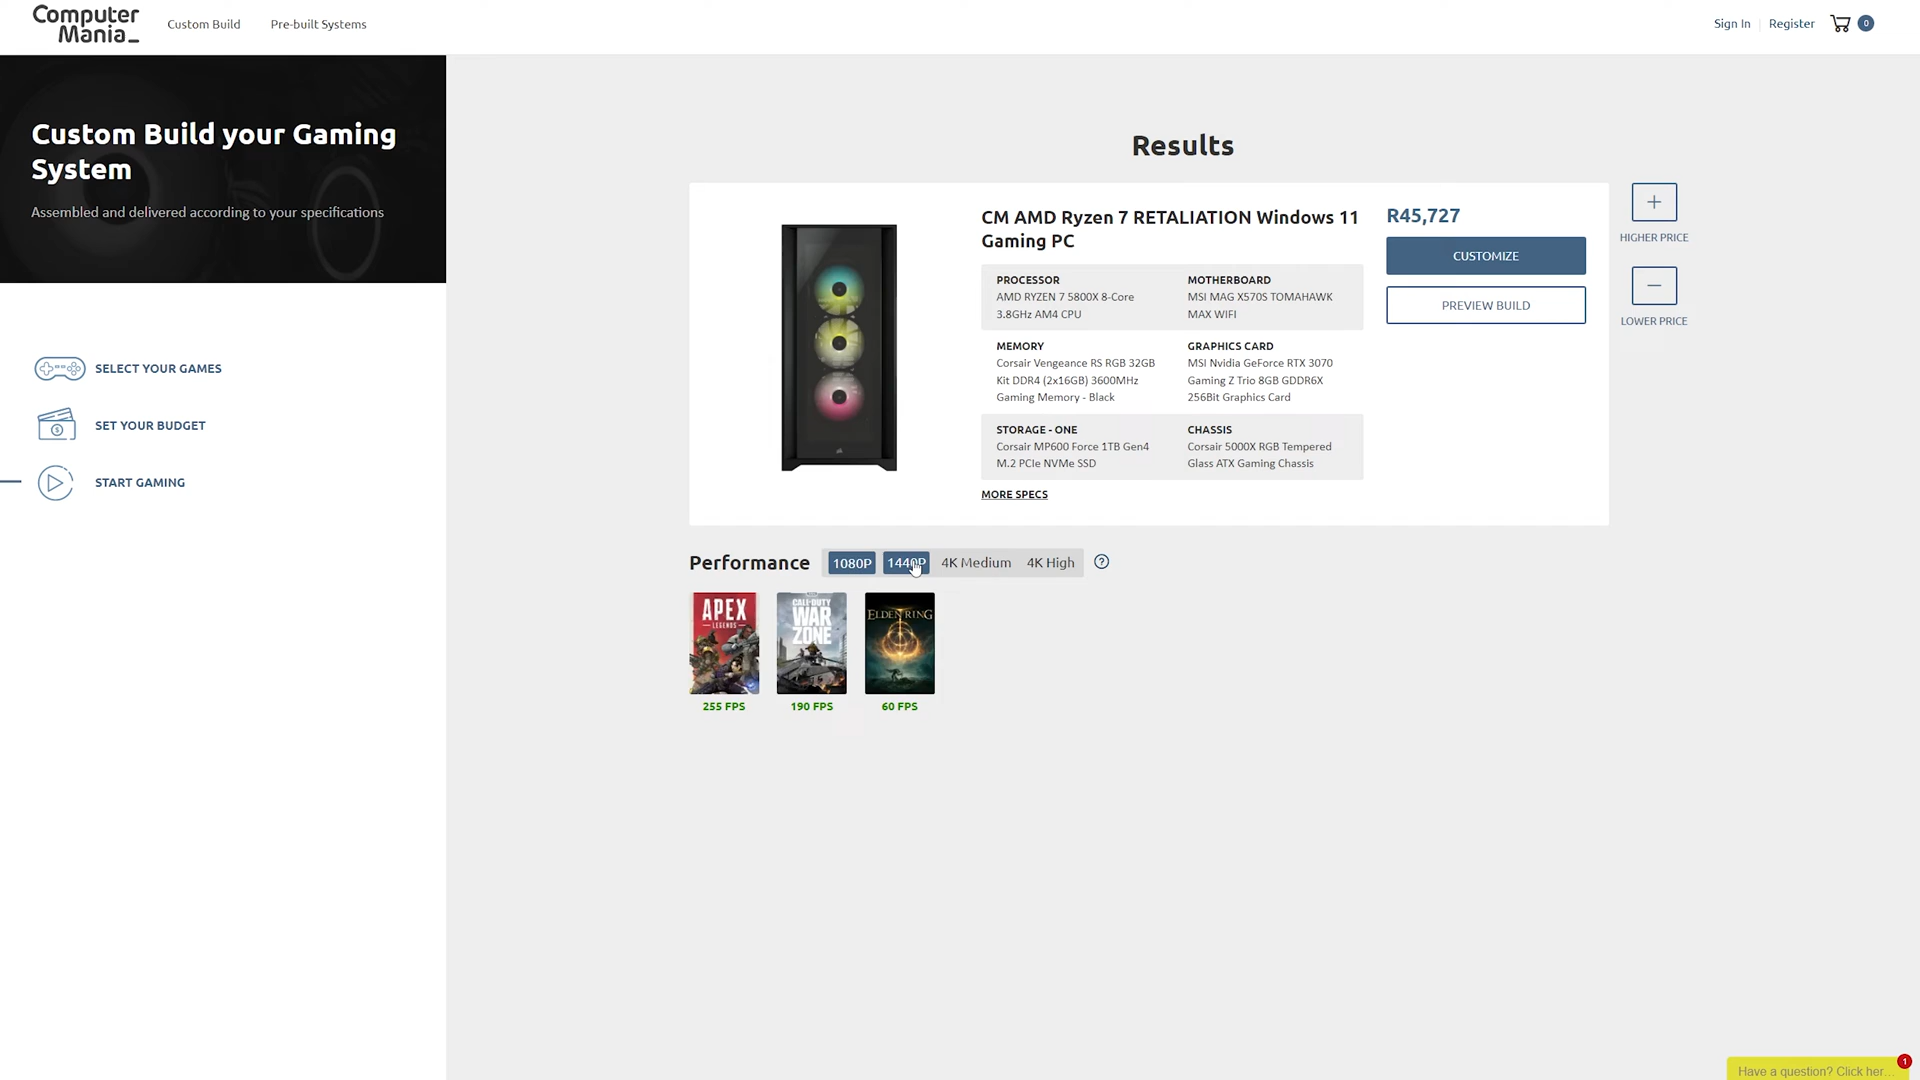 Computer
Mania_
Custom Build
Pre-built Systems
Sign In
Register
0
Custom Build your Gaming
System
Assembled and delivered according to your specifications
SELECT YOUR GAMES
SET YOUR BUDGET
START GAMING
Results
CM AMD Ryzen 7 RETALIATION Windows 11
Gaming PC
PROCESSOR
AMD RYZEN 7 5800X 8-Core
3.8GHz AM4 CPU
MOTHERBOARD
MSI MAG X570S TOMAHAWK
MAX WIFI
MEMORY
Corsair Vengeance RS RGB 32GB
Kit DDR4 (2x16GB) 3600MHz
Gaming Memory - Black
GRAPHICS CARD
MSI Nvidia GeForce RTX 3070
Gaming Z Trio 8GB GDDR6X
256Bit Graphics Card
STORAGE - ONE
Corsair MP600 Force 1TB Gen4
M.2 PCIe NVMe SSD
CHASSIS
Corsair 5000X RGB Tempered
Glass ATX Gaming Chassis
MORE SPECS
R45,727
CUSTOMIZE
PREVIEW BUILD
HIGHER PRICE
LOWER PRICE
Performance
1080P
1440P
4K Medium
4K High
?
APEX
LEGENDS
CALL OF DUTY
WAR
ZONE
ELDEN RING
255 FPS
190 FPS
60 FPS
Have a question? Click her...
1